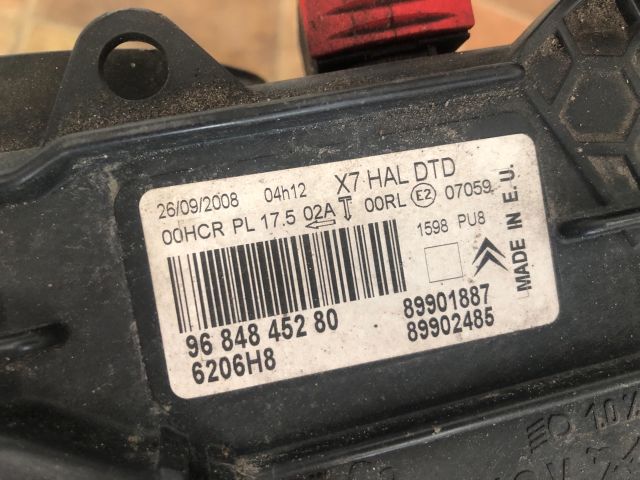 26/09/2008 04h12 X7 HAL DTD
00HCR PL 17.5 02A 00RL E2 07059
1598 PU8
MADE IN E.U.
96 848 452 80
6206H8
89901887
89902485